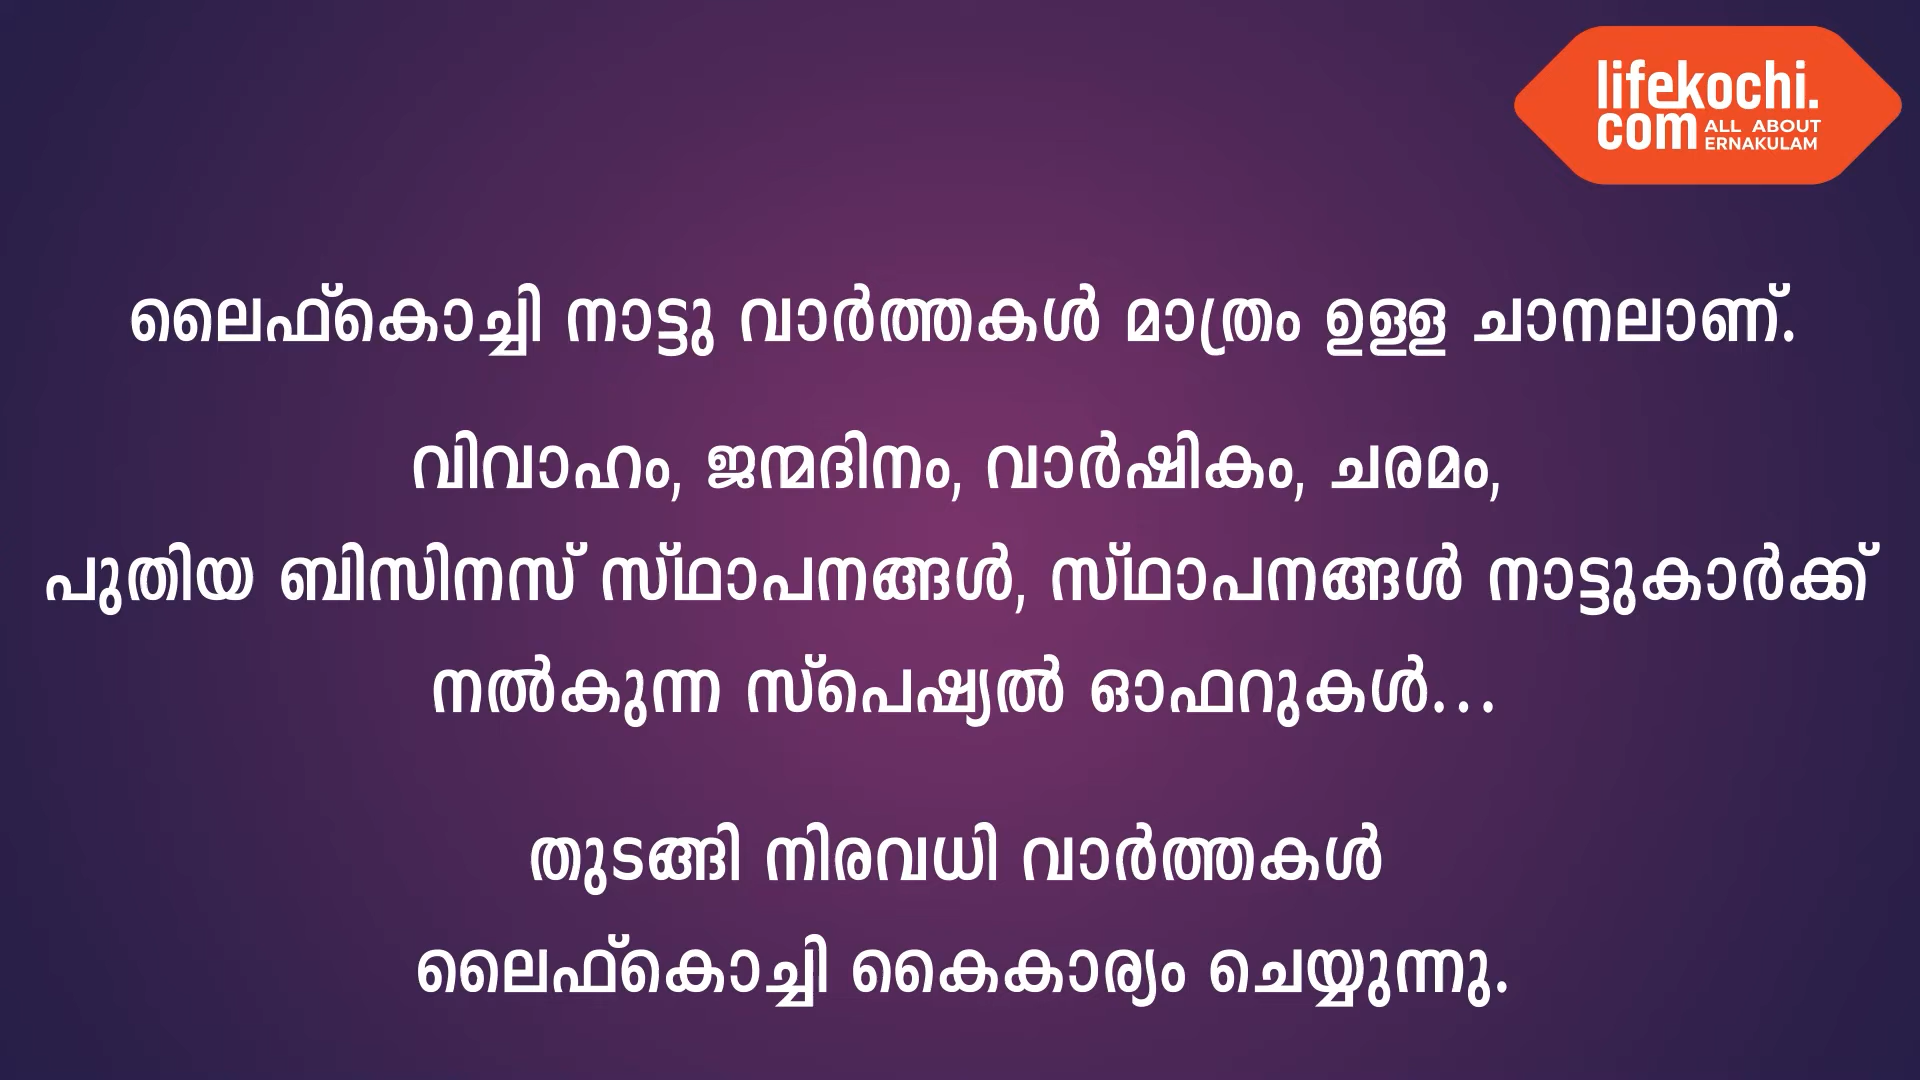 lifekochi.
com ALL ABOUT
ERNAKULAM
ലൈഫ്കൊച്ചി നാട്ടു വാർത്തകൾ മാത്രം ഉള്ള ചാനലാണ്.
വിവാഹം, ജന്മദിനം, വാർഷികം, ചരമം,
പുതിയ ബിസിനസ് സ്ഥാപനങ്ങൾ, സ്ഥാപനങ്ങൾ നാട്ടുകാർക്ക്
നൽകുന്ന സ്പെഷ്യൽ ഓഫറുകൾ...
തുടങ്ങി നിരവധി വാർത്തകൾ
ലൈഫ്കൊച്ചി കൈകാര്യം ചെയ്യുന്നു.